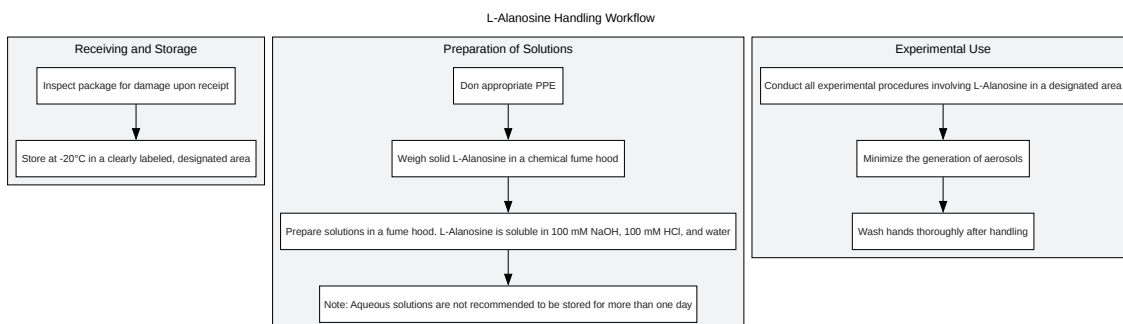 L-Alanosine Handling Workflow
Receiving and Storage
Inspect package for damage upon receipt
Store at -20°C in a clearly labeled, designated area
Preparation of Solutions
Don appropriate PPE
Weigh solid L-Alanosine in a chemical fume hood
Prepare solutions in a fume hood. L-Alanosine is soluble in 100 mM NaOH, 100 mM HCl, and water
Note: Aqueous solutions are not recommended to be stored for more than one day
Experimental Use
Conduct all experimental procedures involving L-Alanosine in a designated area
Minimize the generation of aerosols
Wash hands thoroughly after handling